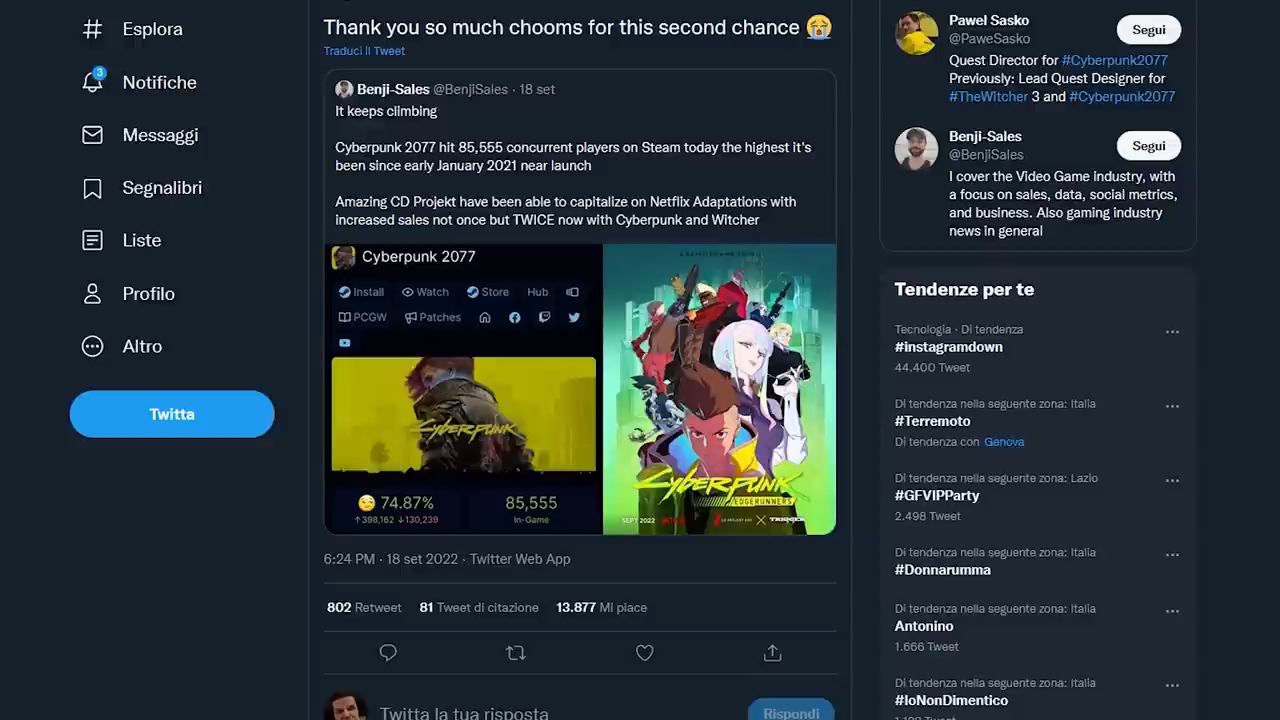 Esplora
3
Notifiche
Messaggi
Segnalibri
Liste
Profilo
Altro
Twitta
Thank you so much chooms for this second chance 😭
Traduci il Tweet
Benji-Sales @BenjiSales · 18 set
It keeps climbing
Cyberpunk 2077 hit 85,555 concurrent players on Steam today the highest it's
been since early January 2021 near launch
Amazing CD Projekt have been able to capitalize on Netflix Adaptations with
increased sales not once but TWICE now with Cyberpunk and Witcher
Cyberpunk 2077
Install Watch Store Hub
PCGW Patches
Cyberpunk
74.87% 85,555
↑398,162 ↓130,239 In-Game
Cyberpunk
EDGERUNNERS
SEPT 2022 NETFLIX CD PROJEKT RED X TRIGGER
6:24 PM · 18 set 2022 · Twitter Web App
802 Retweet 81 Tweet di citazione 13.877 Mi piace
Twitta la tua risposta
Rispondi
Pawel Sasko
@PaweSasko
Segui
Quest Director for #Cyberpunk2077
Previously: Lead Quest Designer for
#TheWitcher 3 and #Cyberpunk2077
Benji-Sales
@BenjiSales
Segui
I cover the Video Game industry, with
a focus on sales, data, social metrics,
and business. Also gaming industry
news in general
Tendenze per te
Tecnologia · Di tendenza
#instagramdown
44.400 Tweet
Di tendenza nella seguente zona: Italia
#Terremoto
Di tendenza con Genova
Di tendenza nella seguente zona: Lazio
#GFVIPParty
2.498 Tweet
Di tendenza nella seguente zona: Italia
#Donnarumma
Di tendenza nella seguente zona: Italia
Antonino
1.666 Tweet
Di tendenza nella seguente zona: Italia
#IoNonDimentico